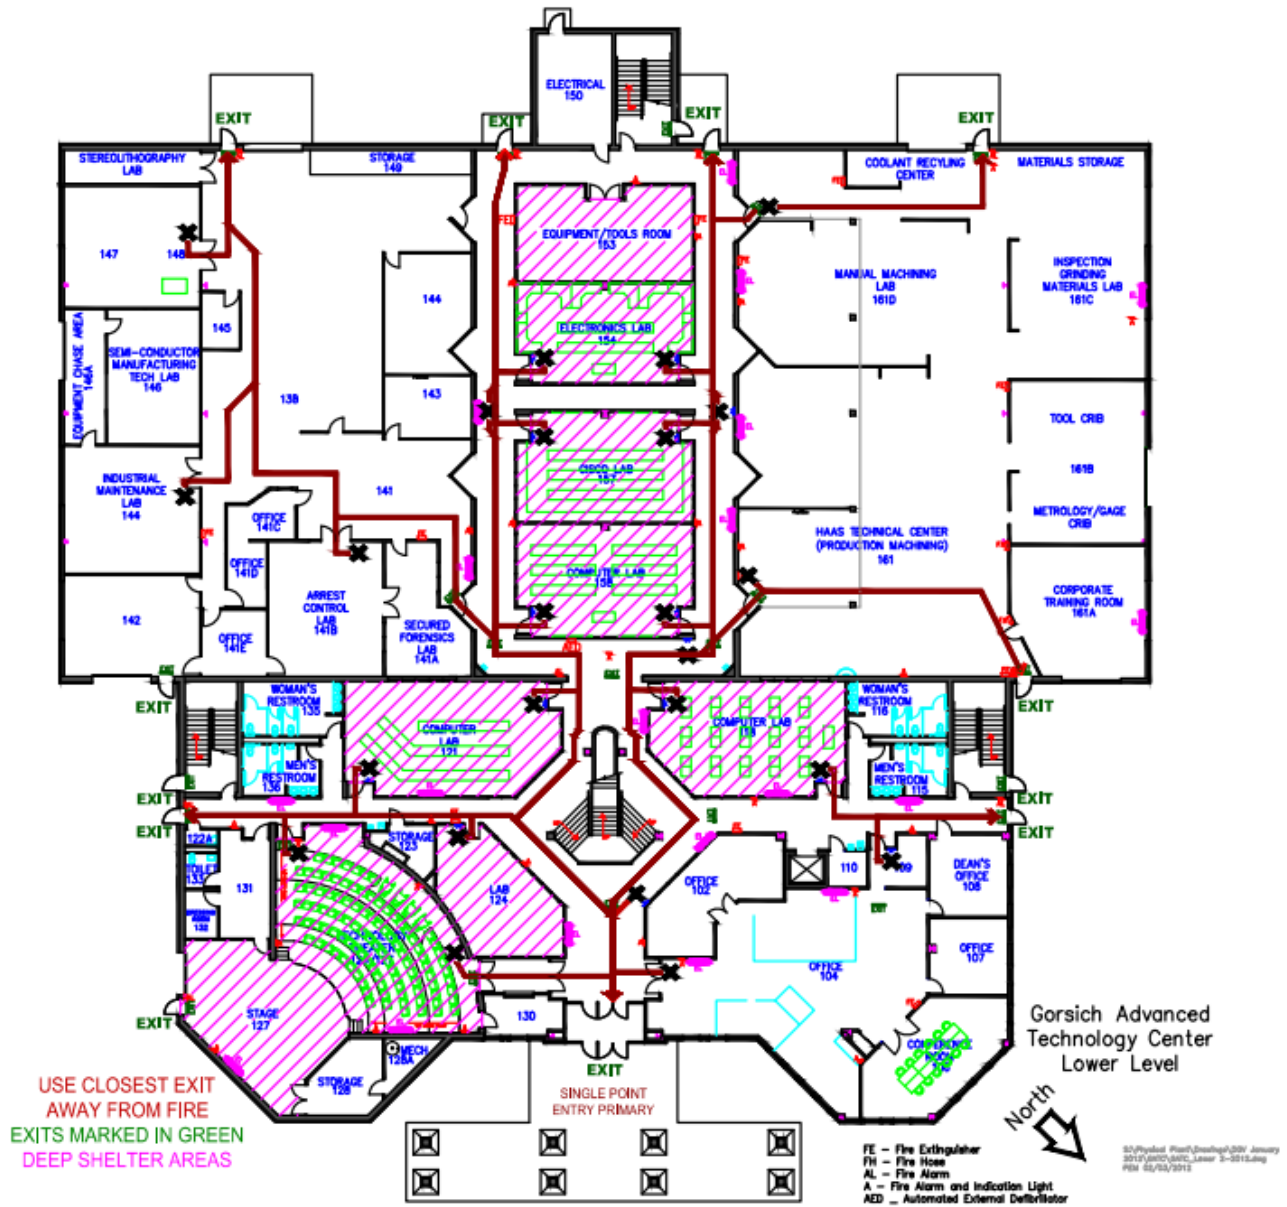 ELECTRICAL
150
EXIT
EXIT
EXIT
EXIT
STEREOLITHOGRAPHY
LAB
STORAGE
149
COOLANT RECYLING
CENTER
MATERIALS STORAGE
147
148
EQUIPMENT/TOOLS ROOM
153
144
MANUAL MACHINING
LAB
161D
INSPECTION
GRINDING
MATERIALS LAB
161C
145
ELECTRONICS LAB
154
EQUIPMENT CHASE AREA
146A
SEMI-CONDUCTOR
MANUFACTURING
TECH LAB
146
138
143
TOOL CRIB
161B
METROLOGY/GAGE
CRIB
INDUSTRIAL
MAINTENANCE
LAB
144
141
CISCO LAB
157
OFFICE
141C
HAAS TECHNICAL CENTER
(PRODUCTION MACHINING)
161
OFFICE
141D
ARREST
CONTROL
LAB
141B
COMPUTER LAB
158
CORPORATE
TRAINING ROOM
161A
142
OFFICE
141E
SECURED
FORENSICS
LAB
141A
AED
EXIT
EXIT
WOMAN'S
RESTROOM
135
COMPUTER
LAB
121
COMPUTER LAB
118
WOMAN'S
RESTROOM
116
MEN'S
RESTROOM
136
MEN'S
RESTROOM
115
EXIT
EXIT
EXIT
EXIT
122A
TOILET
133
131
STORAGE
123
LAB
124
OFFICE
102
110
109
DEAN'S
OFFICE
108
132
OFFICE
107
OFFICE
104
STAGE
127
130
EXIT
MECH
128A
STORAGE
128
EXIT
Gorsich Advanced
Technology Center
Lower Level
USE CLOSEST EXIT
AWAY FROM FIRE
EXITS MARKED IN GREEN
DEEP SHELTER AREAS
SINGLE POINT
ENTRY PRIMARY
North
FE - Fire Extinguisher
FH - Fire Hose
AL - Fire Alarm
A - Fire Alarm and Indication Light
AED _ Automated External Defibrillator